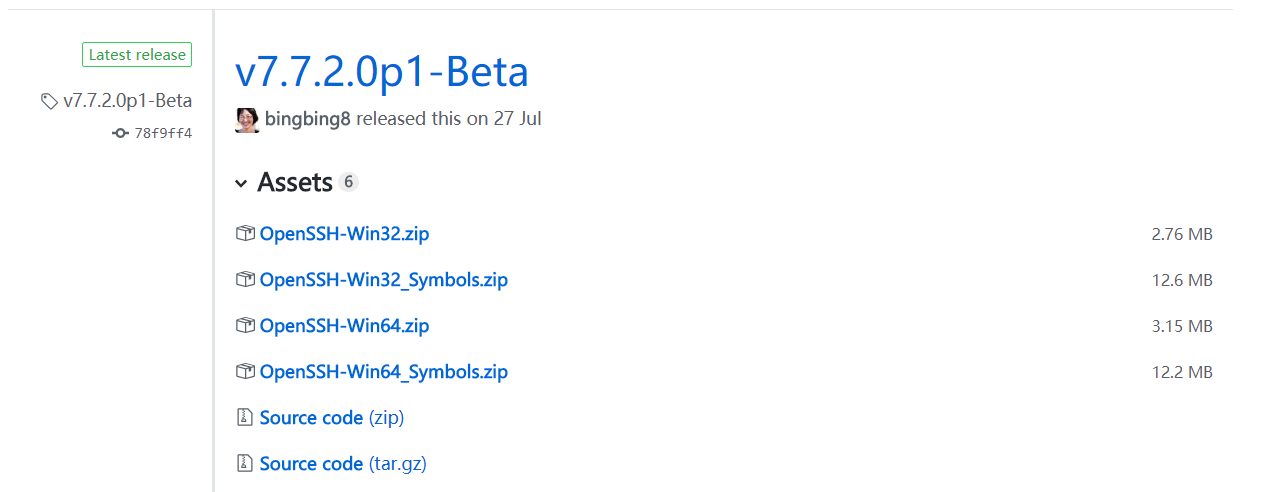 Latest release
v7.7.2.0p1-Beta
78f9ff4
v7.7.2.0p1-Beta
bingbing8 released this on 27 Jul
Assets 6
OpenSSH-Win32.zip 2.76 MB
OpenSSH-Win32_Symbols.zip 12.6 MB
OpenSSH-Win64.zip 3.15 MB
OpenSSH-Win64_Symbols.zip 12.2 MB
Source code (zip)
Source code (tar.gz)